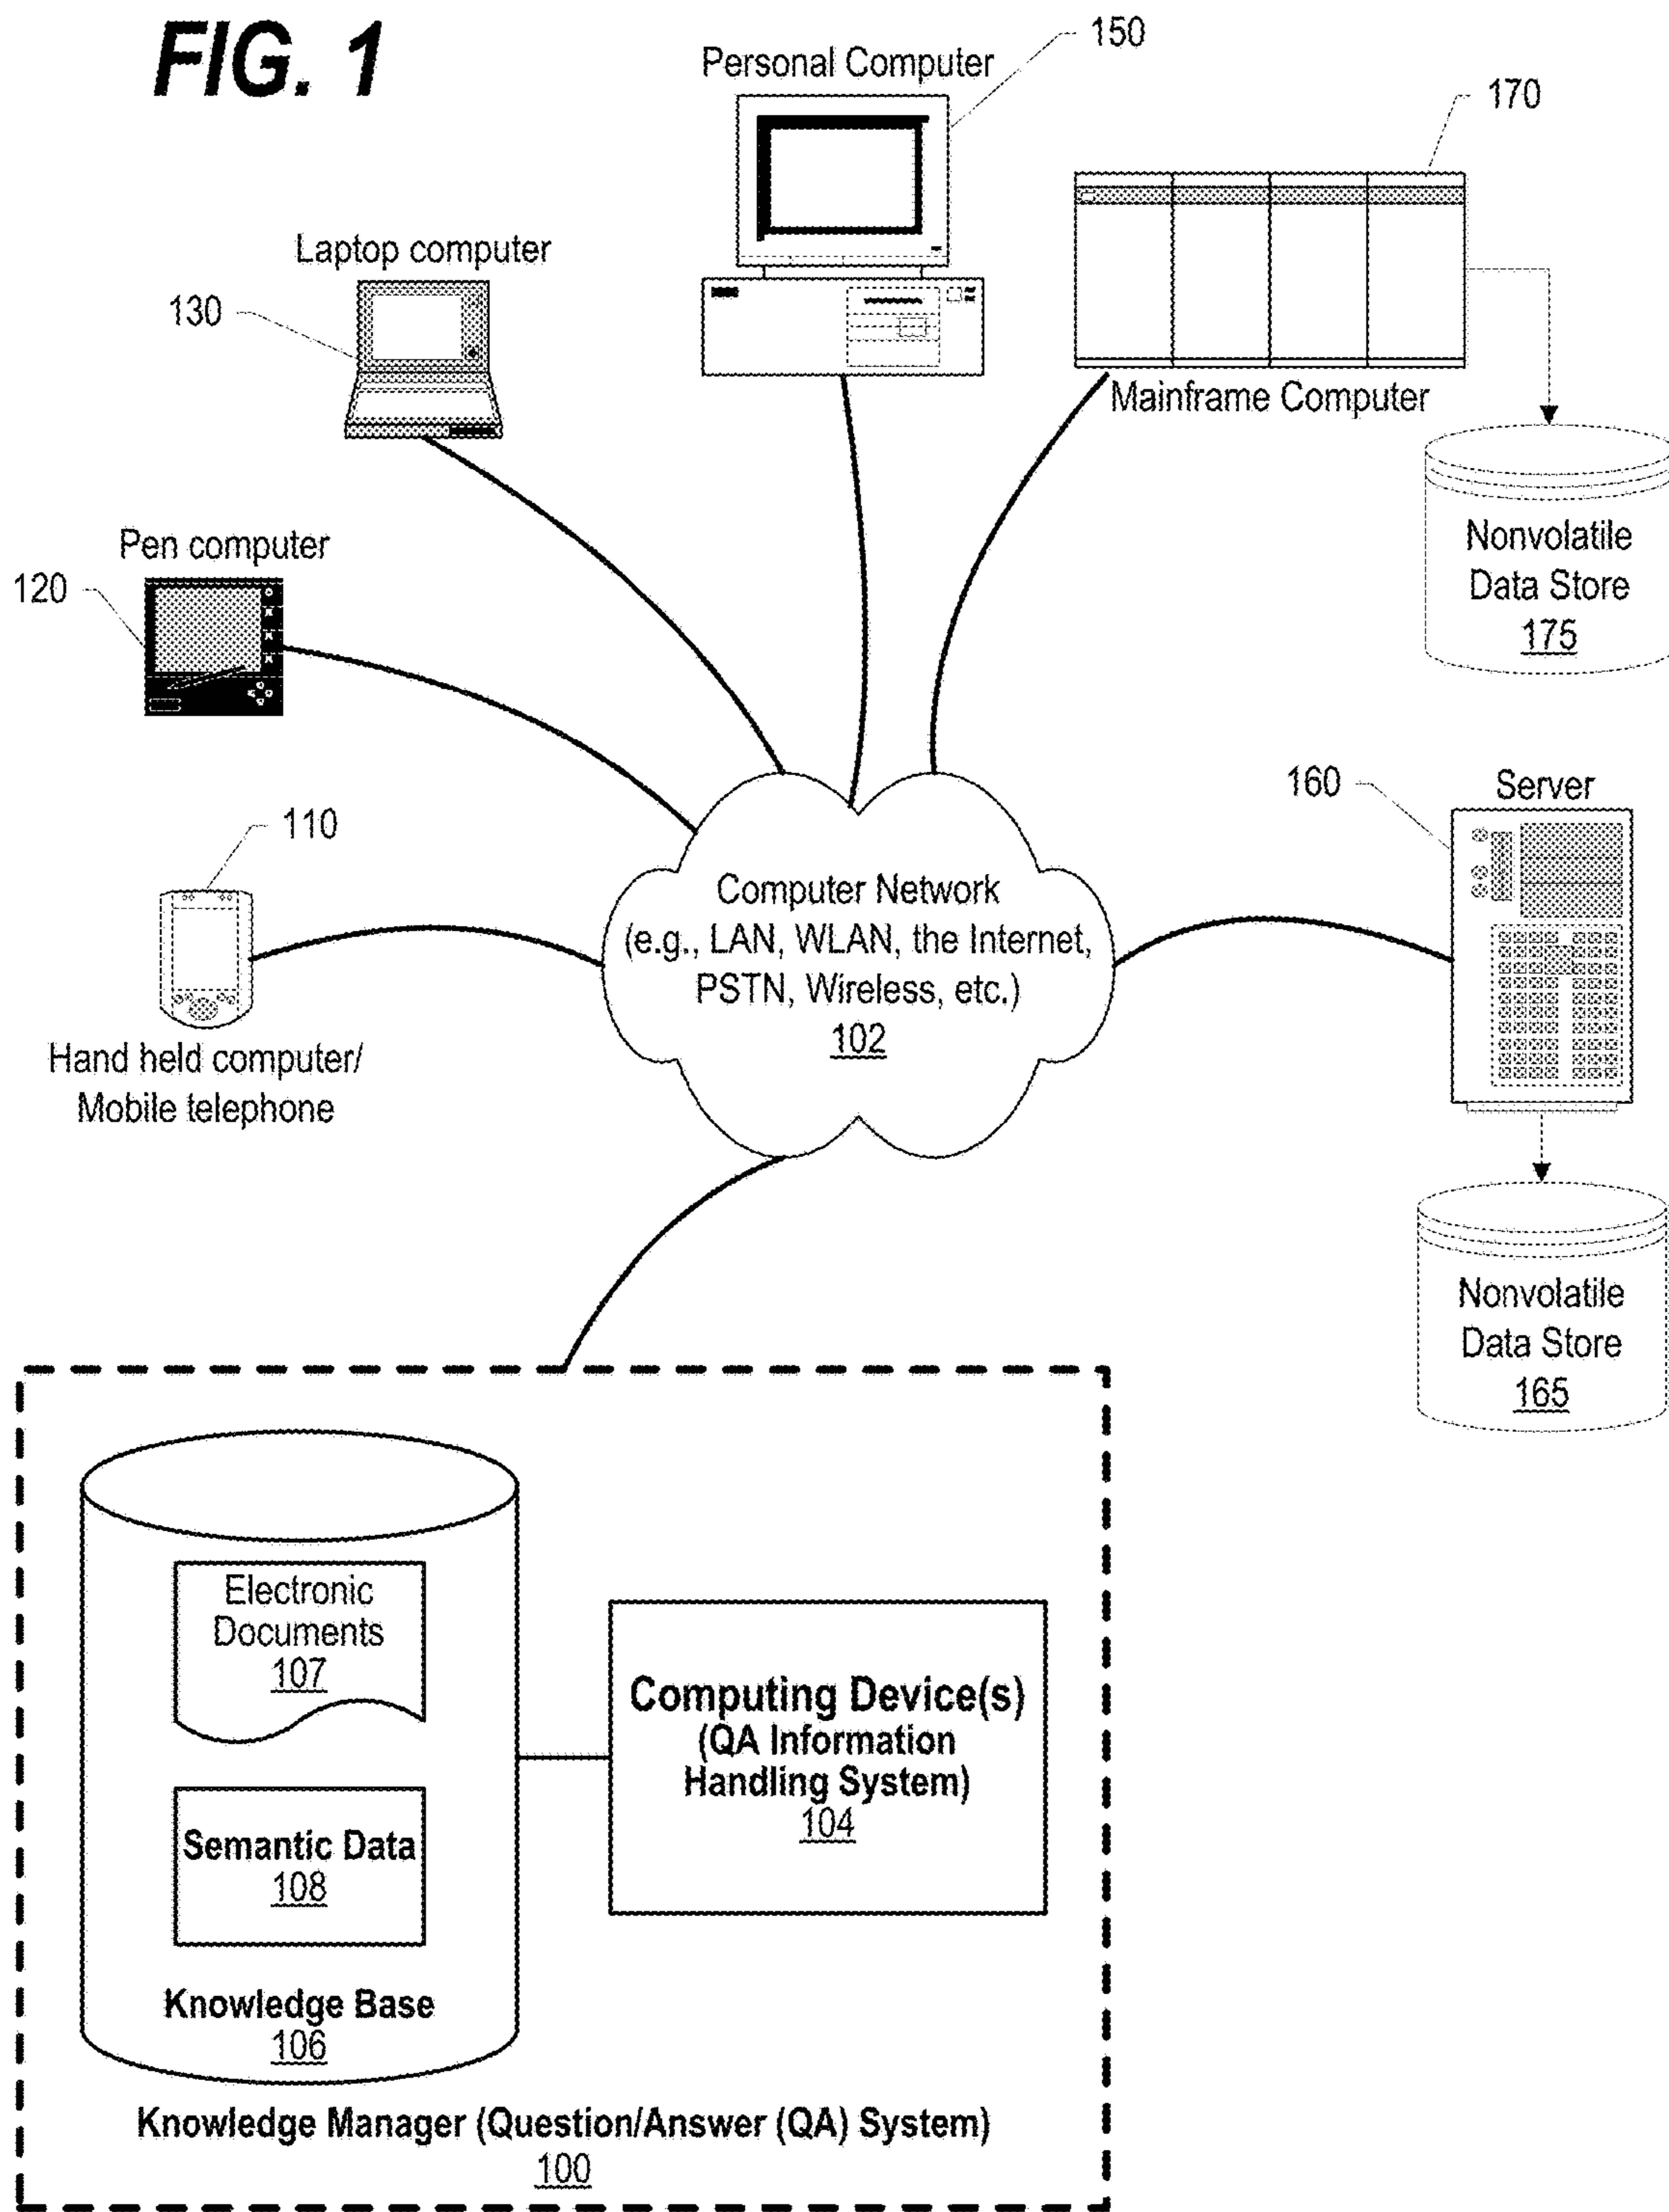 FIG. 1
Personal Computer
150
170
Laptop computer
130
Mainframe Computer
Nonvolatile
Data Store
175
Pen computer
120
160
Server
110
Computer Network
(e.g., LAN, WLAN, the Internet,
PSTN, Wireless, etc.)
102
Hand held computer/
Mobile telephone
Nonvolatile
Data Store
165
Electronic
Documents
107
Semantic Data
108
Knowledge Base
106
Computing Device(s)
(QA Information
Handling System)
104
Knowledge Manager (Question/Answer (QA) System)
100